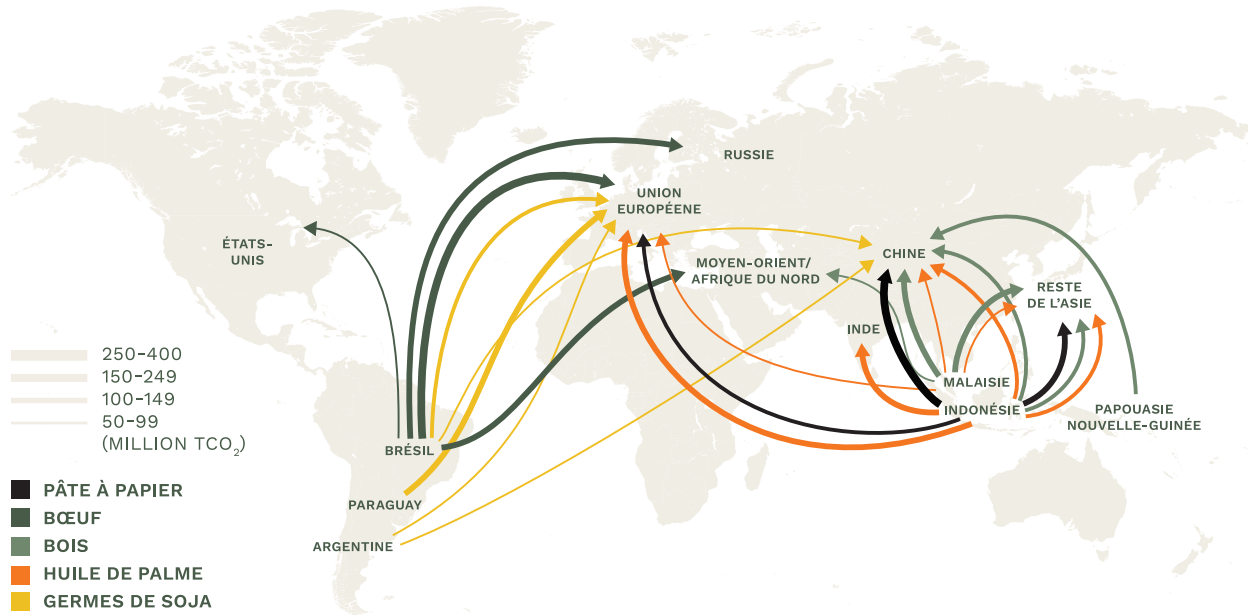 RUSSIE
UNION
EUROPÉENE
ÉTATS-
UNIS
CHINE
MOYEN-ORIENT/
AFRIQUE DU NORD
RESTE
DE L'ASIE
INDE
250-400
150-249
100-149
50-99
(MILLION TCO₂)
MALAISIE
INDONÉSIE
PAPOUASIE
NOUVELLE-GUINÉE
BRÉSIL
PARAGUAY
ARGENTINE
PÂTE À PAPIER
BŒUF
BOIS
HUILE DE PALME
GERMES DE SOJA